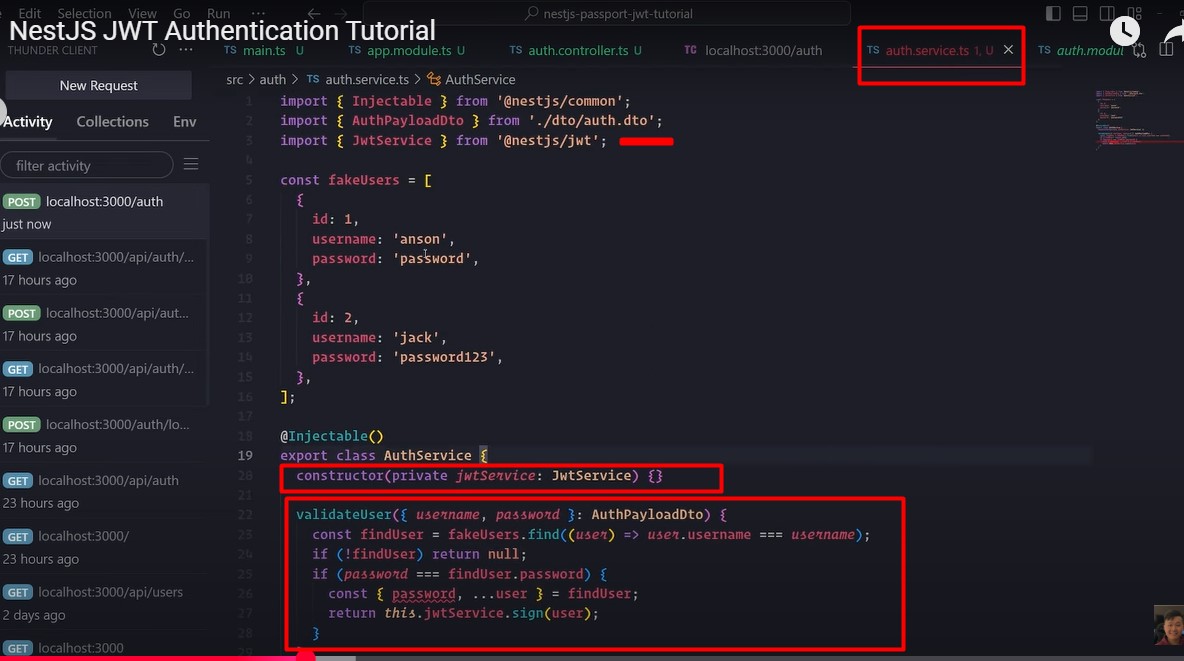 Edit Selection View Go Run ... nestjs-passport-jwt-tutorial
NestJS JWT Authentication Tutorial
THUNDER CLIENT
TS main.ts U TS app.module.ts U TS auth.controller.ts U TC localhost:3000/auth TS auth.service.ts 1, U TS auth.modul
src > auth > TS auth.service.ts > AuthService
New Request
Activity Collections Env
filter activity
POST localhost:3000/auth
just now
GET localhost:3000/api/auth/...
17 hours ago
POST localhost:3000/api/aut...
17 hours ago
GET localhost:3000/api/auth/...
17 hours ago
POST localhost:3000/auth/lo...
17 hours ago
GET localhost:3000/api/auth
23 hours ago
GET localhost:3000/
23 hours ago
GET localhost:3000/api/users
2 days ago
GET localhost:3000
1 import { Injectable } from '@nestjs/common';
2 import { AuthPayloadDto } from './dto/auth.dto';
3 import { JwtService } from '@nestjs/jwt';
4
5 const fakeUsers = [
6 {
7 id: 1,
8 username: 'anson',
9 password: 'password',
10 },
11 {
12 id: 2,
13 username: 'jack',
14 password: 'password123',
15 },
16 ];
17
18 @Injectable()
19 export class AuthService {
20 constructor(private jwtService: JwtService) {}
21
22 validateUser({ username, password }: AuthPayloadDto) {
23 const findUser = fakeUsers.find((user) => user.username === username);
24 if (!findUser) return null;
25 if (password === findUser.password) {
26 const { password, ...user } = findUser;
27 return this.jwtService.sign(user);
28 }
29